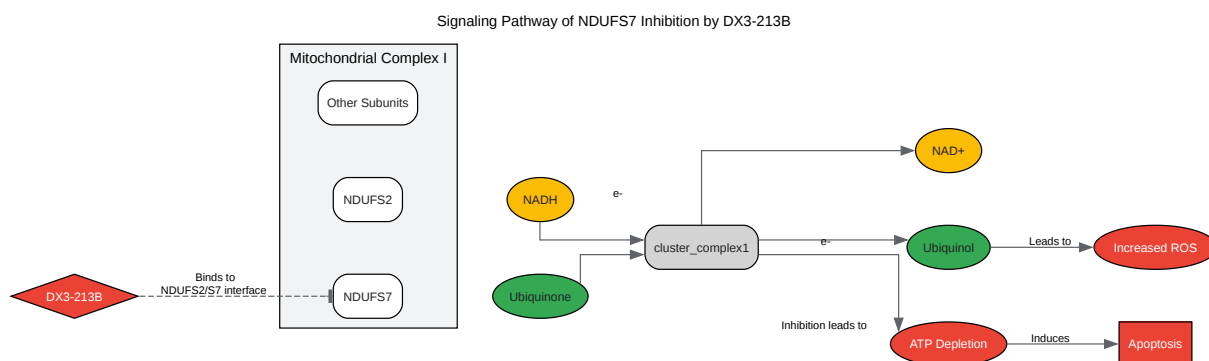 Signaling Pathway of NDUFS7 Inhibition by DX3-213B
Mitochondrial Complex I
Other Subunits
NDUFS2
NDUFS7
DX3-213B
Binds to
NDUFS2/S7 interface
NADH
e-
Ubiquinone
cluster_complex1
NAD+
e-
Ubiquinol
Leads to
Increased ROS
Inhibition leads to
ATP Depletion
Induces
Apoptosis